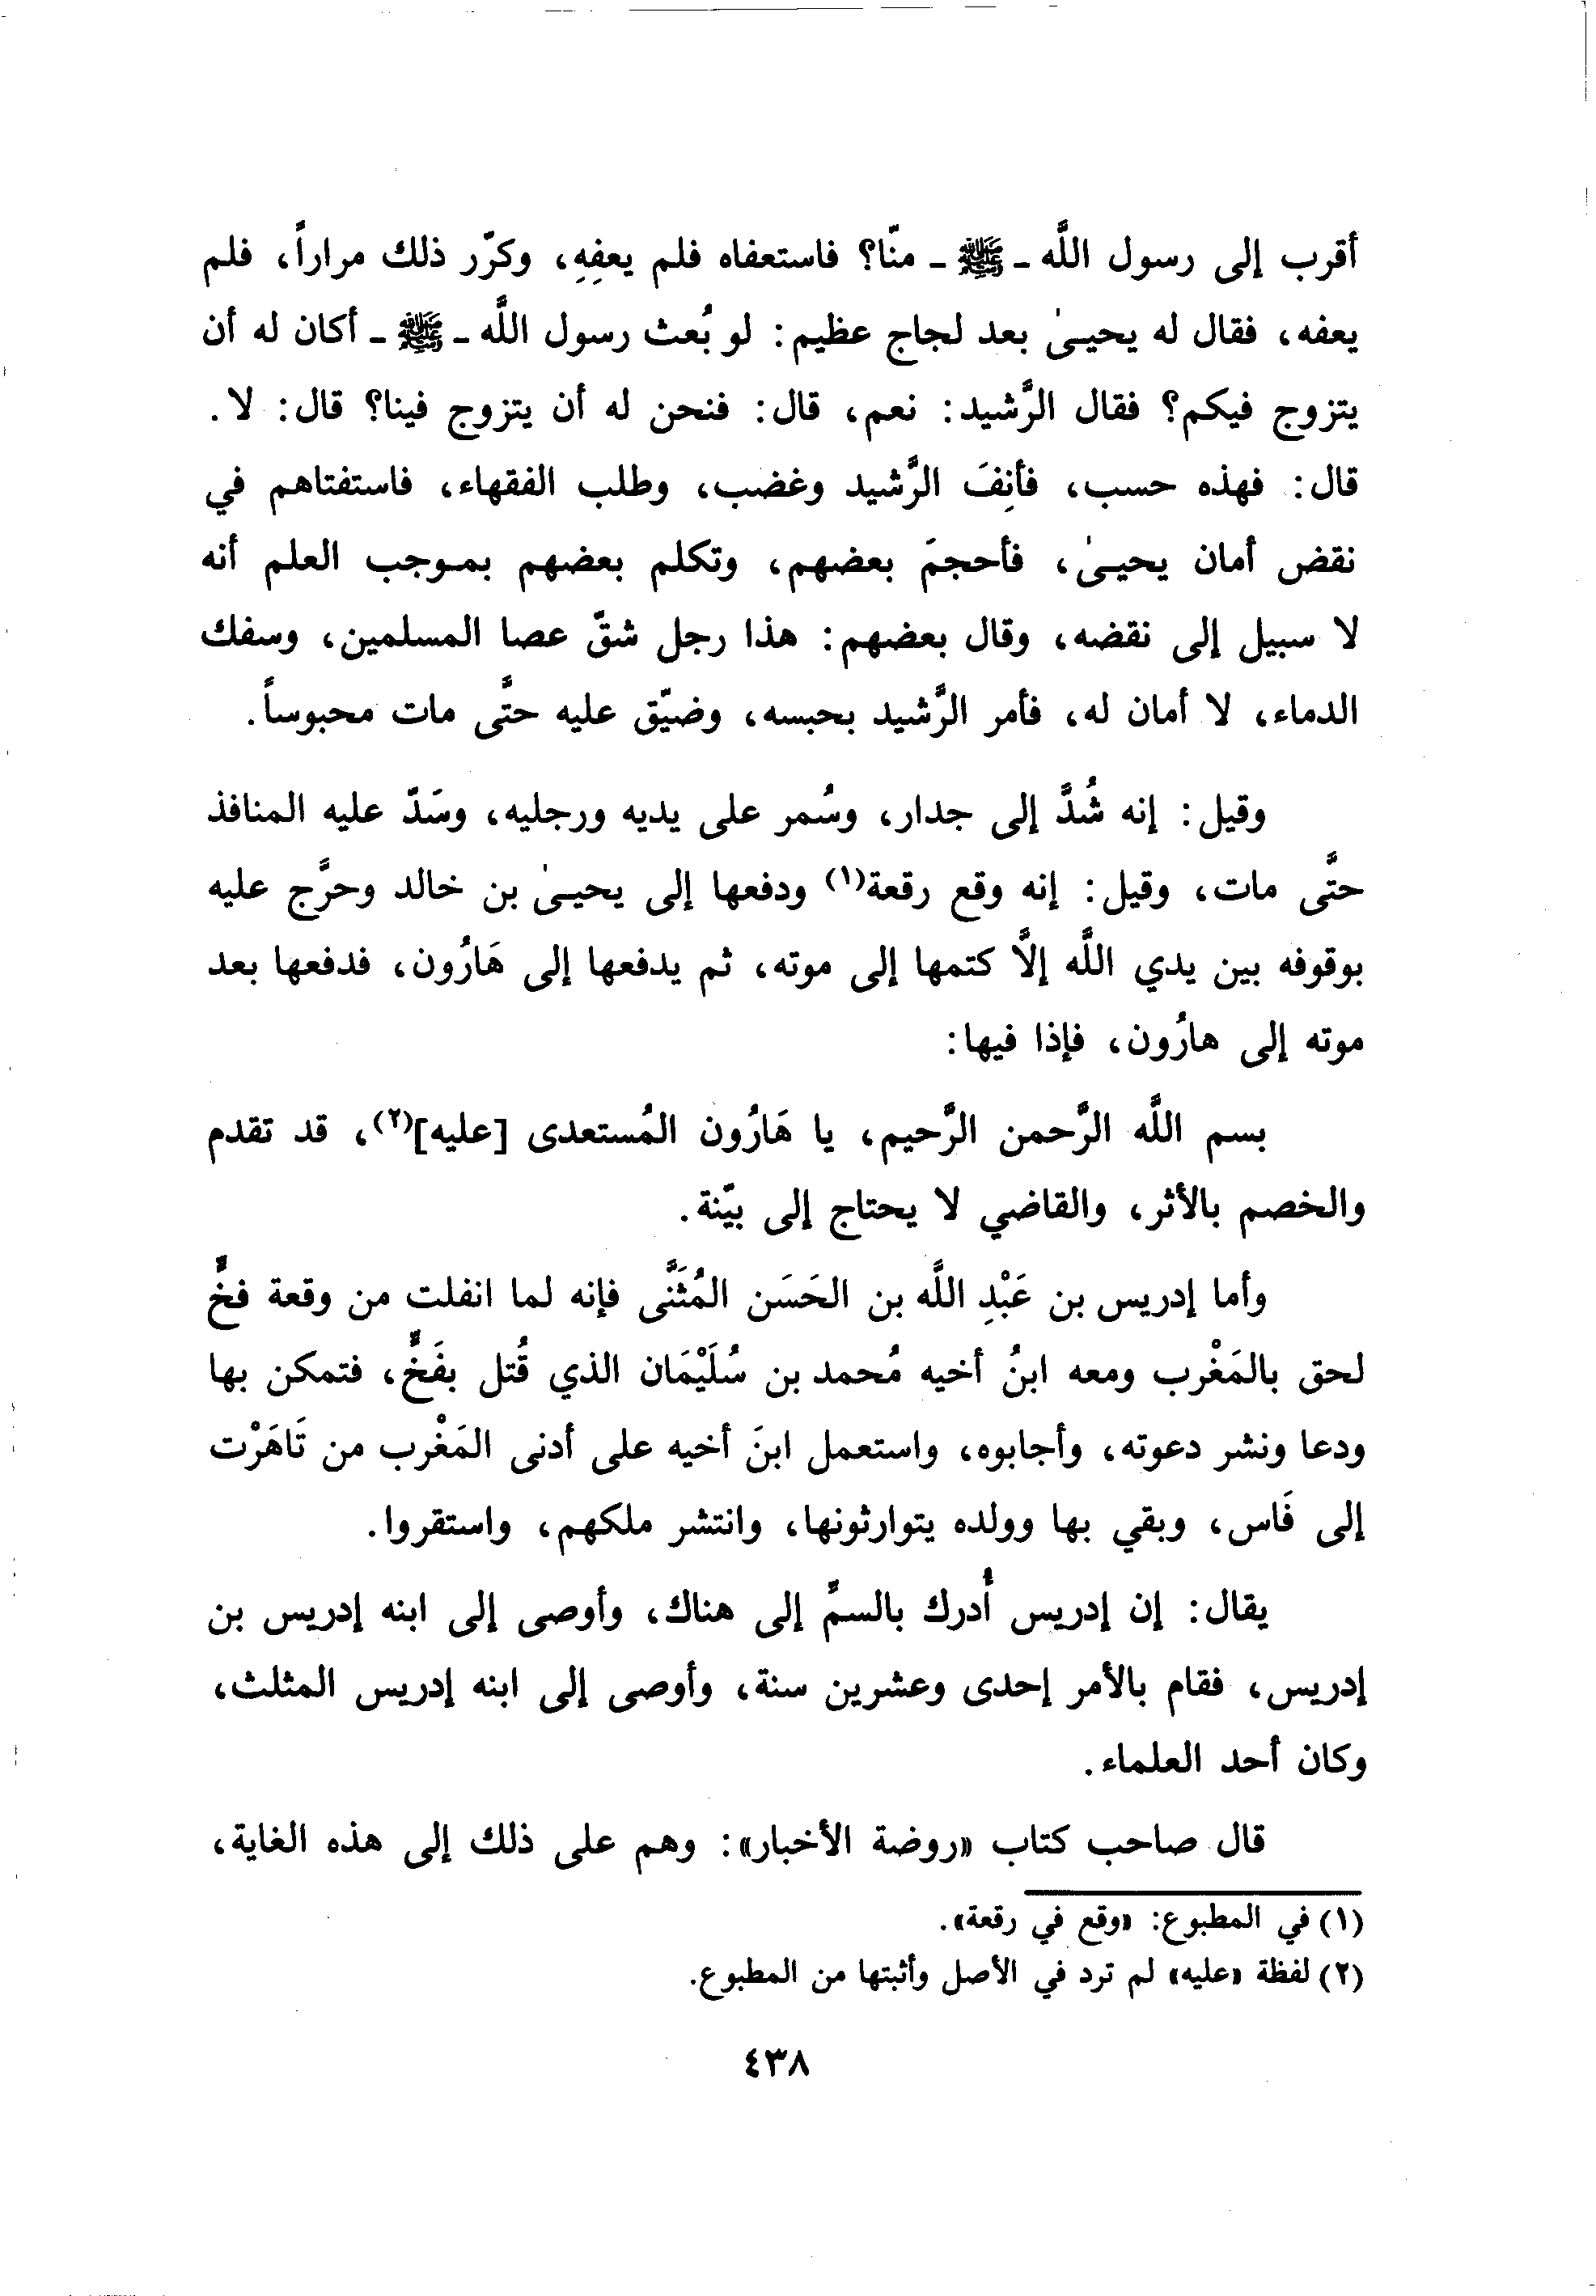 أقرب إلى رسول اللَّه ـ ﷺ ـ منّا؟ فاستعفاه فلم يعفِهِ، وكرّر ذلك مراراً، فلم
يعفه، فقال له يحيـىٰ بعد لجاج عظيم: لو بُعث رسول اللَّه ـ ﷺ ـ أكان له أن
يتزوج فيكم؟ فقال الرَّشيد: نعم، قال: فنحن له أن يتزوج فينا؟ قال: لا.
قال: فهذه حسب، فأنِفَ الرَّشيد وغضب، وطلب الفقهاء، فاستفتاهم في
نقض أمان يحيـىٰ، فأحجمَ بعضهم، وتكلم بعضهم بمـوجب العلم أنه
لا سبيل إلى نقضه، وقال بعضهم: هذا رجل شقّ عصا المسلمين، وسفك
الدماء، لا أمان له، فأمر الرَّشيد بحبسه، وضيّق عليه حتَّى مات محبوساً.
وقيل: إنه شُدَّ إلى جدار، وسُمر على يديه ورجليه، وسَدّ عليه المنافذ
حتَّى مات، وقيل: إنه وقع رقعة(١) ودفعها إلى يحيـىٰ بن خالد وحرَّج عليه
بوقوفه بين يدي اللَّه إلَّا كتمها إلى موته، ثم يدفعها إلى هَارُون، فدفعها بعد
موته إلى هارُون، فإذا فيها:
بسم اللَّه الرَّحمن الرَّحيم، يا هَارُون المُستعدى [عليه](٢)، قد تقدم
والخصم بالأثر، والقاضي لا يحتاج إلى بيّنة.
وأما إدريس بن عَبْدِ اللَّه بن الحَسَن المُثَنَّى فإنه لما انفلت من وقعة فخٍّ
لحق بالمَغْرب ومعه ابنُ أخيه مُحمد بن سُلَيْمَان الذي قُتل بفَخٍّ، فتمكن بها
ودعا ونشر دعوته، وأجابوه، واستعمل ابنَ أخيه على أدنى المَغْرب من تَاهَرْت
إلى فَاس، وبقي بها وولده يتوارثونها، وانتشر ملكهم، واستقروا.
يقال: إن إدريس أُدرك بالسمِّ إلى هناك، وأوصى إلى ابنه إدريس بن
إدريس، فقام بالأمر إحدى وعشرين سنة، وأوصى إلى ابنه إدريس المثلث،
وكان أحد العلماء.
قال صاحب كتاب «روضة الأخبار»: وهم على ذلك إلى هذه الغاية،
(١) في المطبوع: «وقع في رقعة».
(٢) لفظة «عليه» لم ترد في الأصل وأثبتها من المطبوع.
٤٣٨